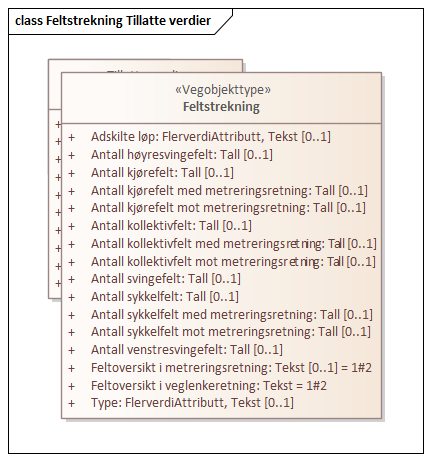 class Feltstrekning Tillatte verdier
«Vegobjekttype»
Feltstrekning
+ Adskilte løp: FlerverdiAttributt, Tekst [0..1]
+ Antall høyresvingefelt: Tall [0..1]
+ Antall kjørefelt: Tall [0..1]
+ Antall kjørefelt med metreringsretning: Tall [0..1]
+ Antall kjørefelt mot metreringsretning: Tall [0..1]
+ Antall kollektivfelt: Tall [0..1]
+ Antall kollektivfelt med metreringsretning: Tall [0..1]
+ Antall kollektivfelt mot metreringsretning: Tall [0..1]
+ Antall svingefelt: Tall [0..1]
+ Antall sykkelfelt: Tall [0..1]
+ Antall sykkelfelt med metreringsretning: Tall [0..1]
+ Antall sykkelfelt mot metreringsretning: Tall [0..1]
+ Antall venstresvingefelt: Tall [0..1]
+ Feltoversikt i metreringsretning: Tekst [0..1] = 1#2
+ Feltoversikt i veglenkeretning: Tekst = 1#2
+ Type: FlerverdiAttributt, Tekst [0..1]